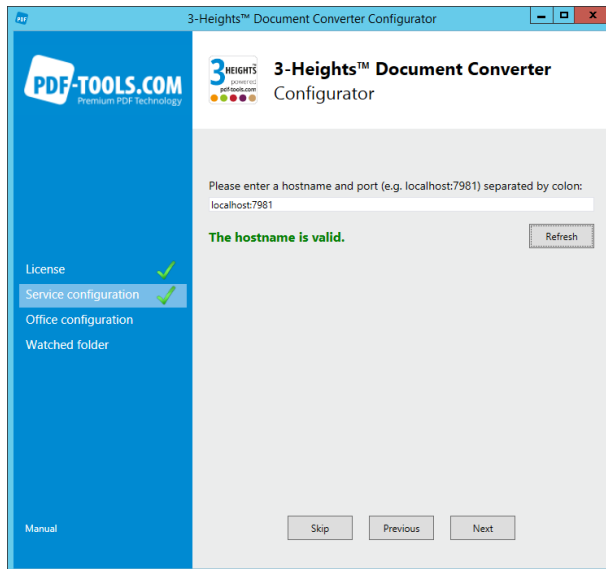 3-Heights™ Document Converter Configurator
PDF-TOOLS.COM
Premium PDF Technology
3 HEIGHTS™
powered
pdf-tools.com
3-Heights™ Document Converter
Configurator
Please enter a hostname and port (e.g. localhost:7981) separated by colon:
localhost:7981
The hostname is valid.
Refresh
License
Service configuration
Office configuration
Watched folder
Manual
Skip
Previous
Next